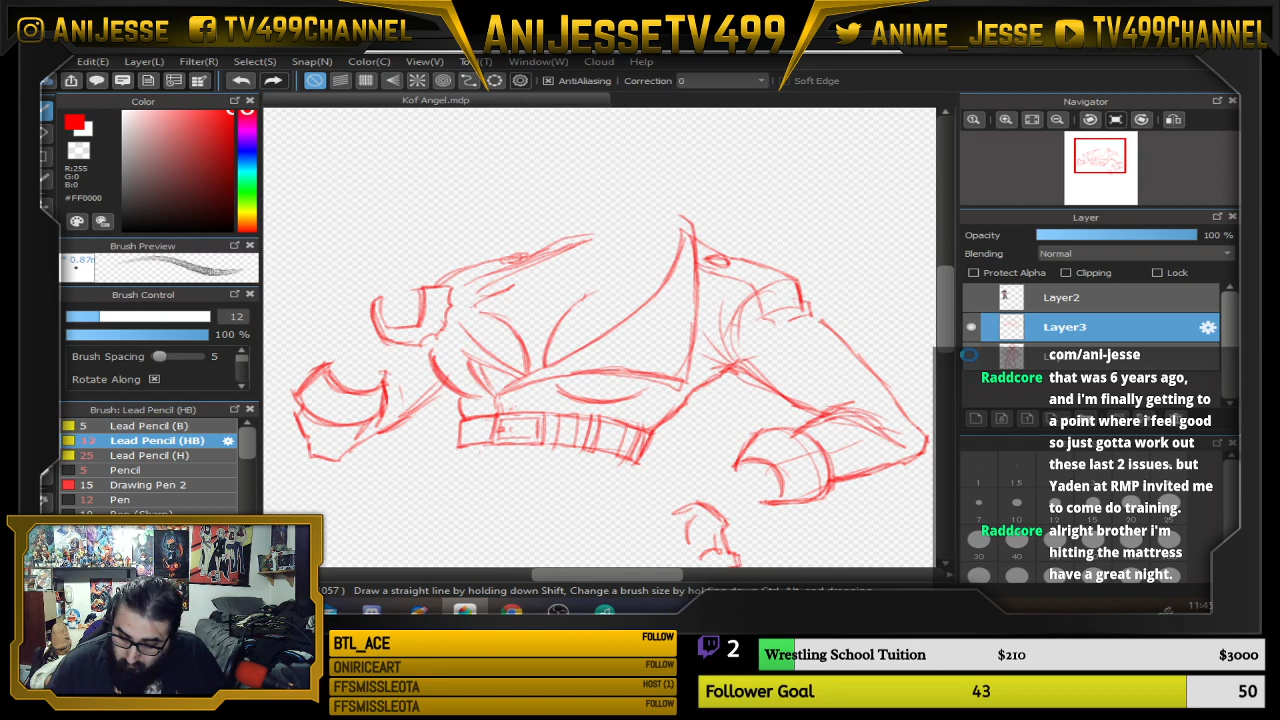 AniJesse
TV499Channel
AniJesseTV499
Anime_Jesse
TV499Channel
Edit(E)
Layer(L)
Filter(R)
Select(S)
Snap(N)
Color(C)
View(V)
Window(W)
Cloud
Help
AntiAliasing
Correction 0
Soft Edge
Color
Kof Angel.mdp
Navigator
R:255
G:0
B:0
#FF0000
Brush Preview
Brush Control
12
100 %
Brush Spacing 5
Rotate Along
Brush: Lead Pencil (HB)
5 Lead Pencil (B)
12 Lead Pencil (HB)
25 Lead Pencil (H)
5 Pencil
15 Drawing Pen 2
12 Pen
Layer
Opacity 100 %
Blending Normal
Protect Alpha
Clipping
Lock
Layer2
Layer3
com/ani-jesse
Raddcore that was 6 years ago,
and i'm finally getting to
a point where i feel good
so just gotta work out
these last 2 issues. but
Yaden at RMP invited me
to come do training.
Raddcore alright brother i'm
hitting the mattress
have a great night.
Draw a straight line by holding down Shift, Change a brush size by holding down Ctrl, Alt, and dragging
BTL_ACE FOLLOW
ONIRICEART FOLLOW
FFSMISSLEOTA HOST (1)
FFSMISSLEOTA FOLLOW
2
Wrestling School Tuition $210 $3000
Follower Goal 43 50